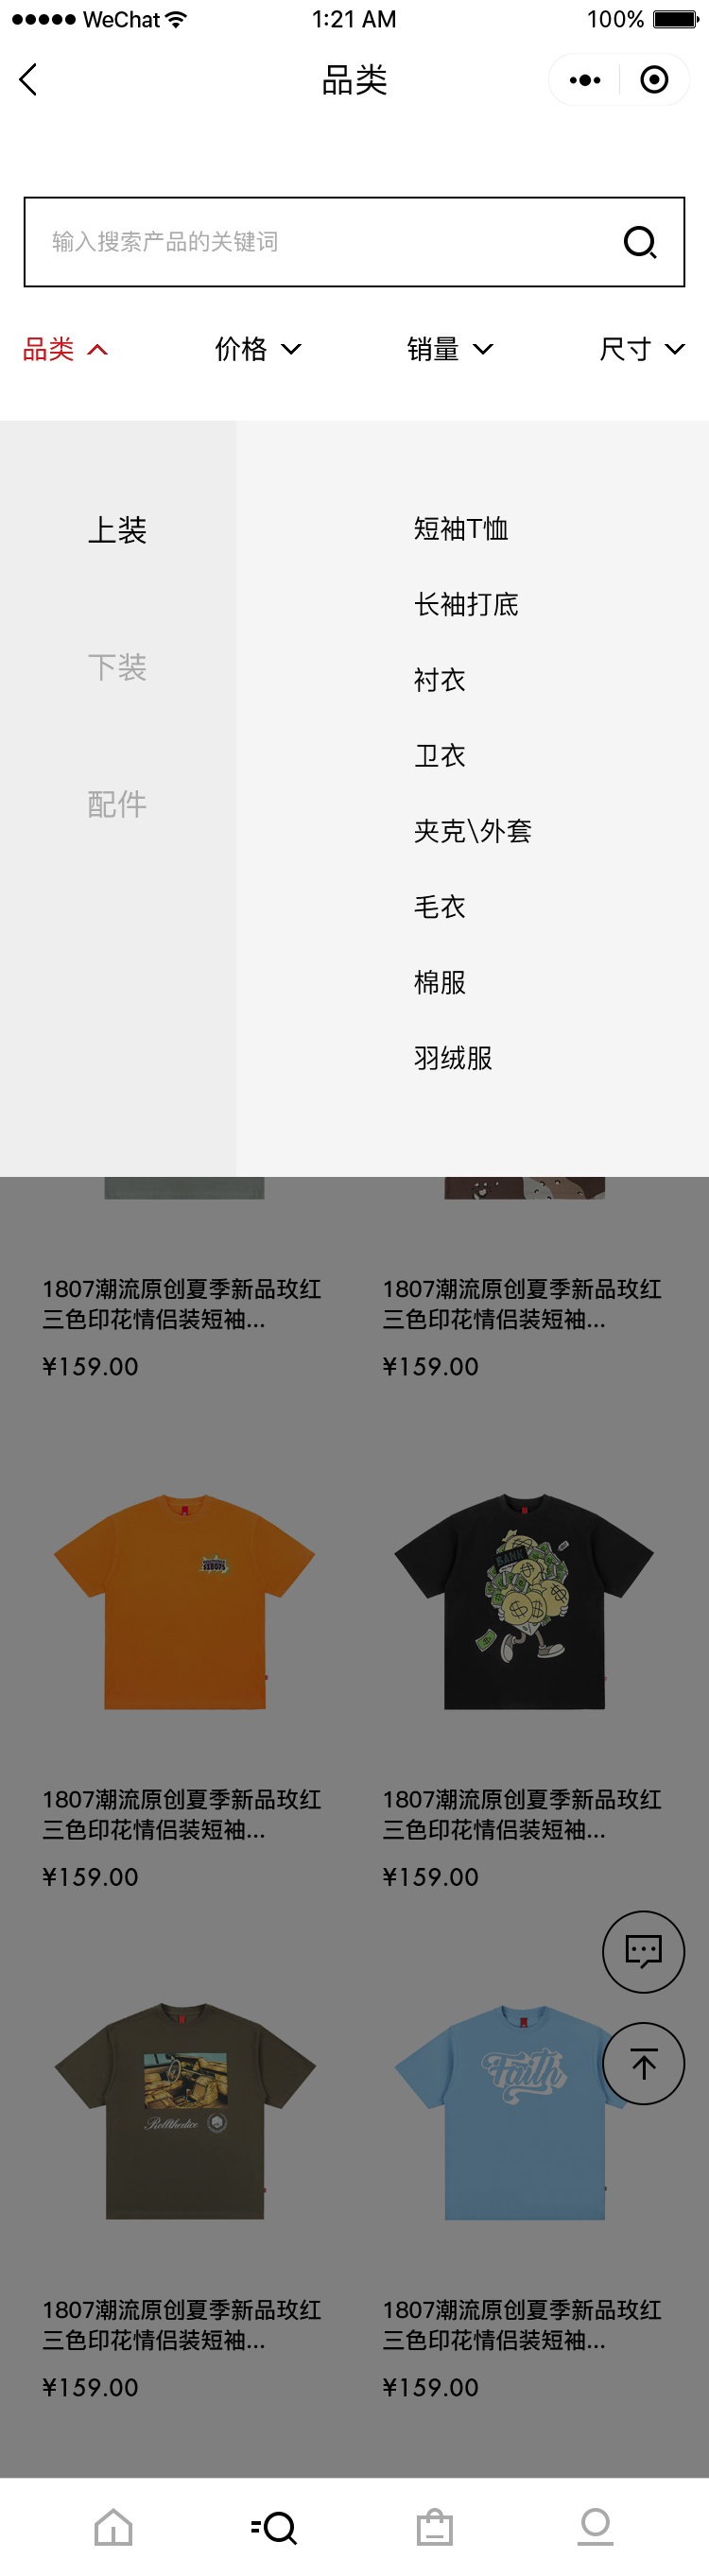 WeChat 1:21 AM 100%
品类
输入搜索产品的关键词
品类 价格 销量 尺寸
上装
下装
配件
短袖T恤
长袖打底
衬衣
卫衣
夹克\外套
毛衣
棉服
羽绒服
1807潮流原创夏季新品玫红
三色印花情侣装短袖...
¥159.00
1807潮流原创夏季新品玫红
三色印花情侣装短袖...
¥159.00
BANK
1807潮流原创夏季新品玫红
三色印花情侣装短袖...
¥159.00
1807潮流原创夏季新品玫红
三色印花情侣装短袖...
¥159.00
Rollthedice
Faith
1807潮流原创夏季新品玫红
三色印花情侣装短袖...
¥159.00
1807潮流原创夏季新品玫红
三色印花情侣装短袖...
¥159.00